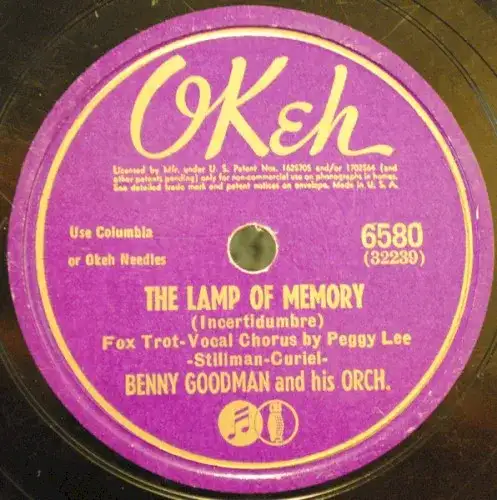 OKeh
Licensed by Mfr. under U. S. Patent Nos. 1625705 and/or 1702564 (and
other patents pending) only for non-commercial use on phonographs in homes.
See detailed trade mark and patent notices on envelope. Made in U. S. A.
Use Columbia
or Okeh Needles
6580
(32239)
THE LAMP OF MEMORY
(Incertidumbre)
Fox Trot-Vocal Chorus by Peggy Lee
-Stillman-Curiel-
BENNY GOODMAN and his ORCH.